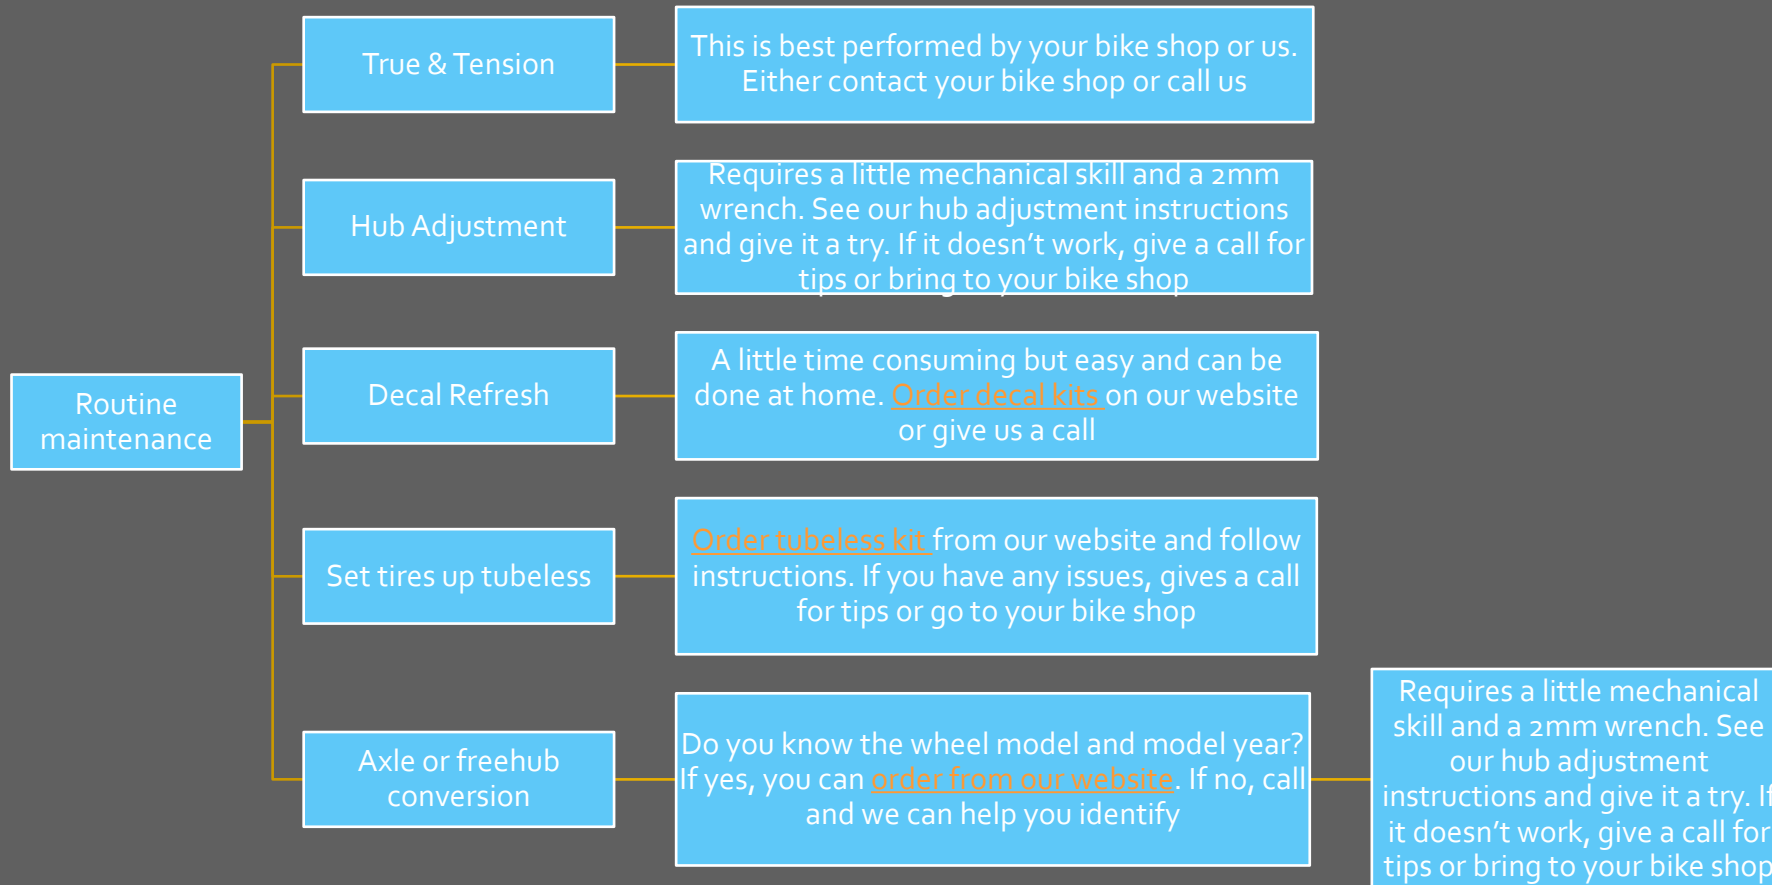 True & Tension
This is best performed by your bike shop or us.
Either contact your bike shop or call us
Hub Adjustment
Requires a little mechanical skill and a 2mm
wrench. See our hub adjustment instructions
and give it a try. If it doesn’t work, give a call for
tips or bring to your bike shop
Routine
maintenance
Decal Refresh
A little time consuming but easy and can be
done at home. Order decal kits on our website
or give us a call
Set tires up tubeless
Order tubeless kit from our website and follow
instructions. If you have any issues, gives a call
for tips or go to your bike shop
Axle or freehub
conversion
Do you know the wheel model and model year?
If yes, you can order from our website. If no, call
and we can help you identify
Requires a little mechanical
skill and a 2mm wrench. See
our hub adjustment
instructions and give it a try. If
it doesn’t work, give a call for
tips or bring to your bike shop